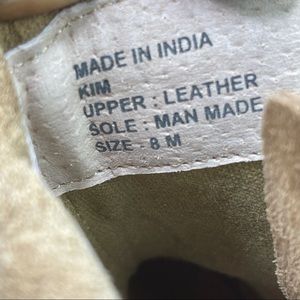 MADE IN INDIA
KIM
UPPER : LEATHER
SOLE : MAN MADE
SIZE - 8 M